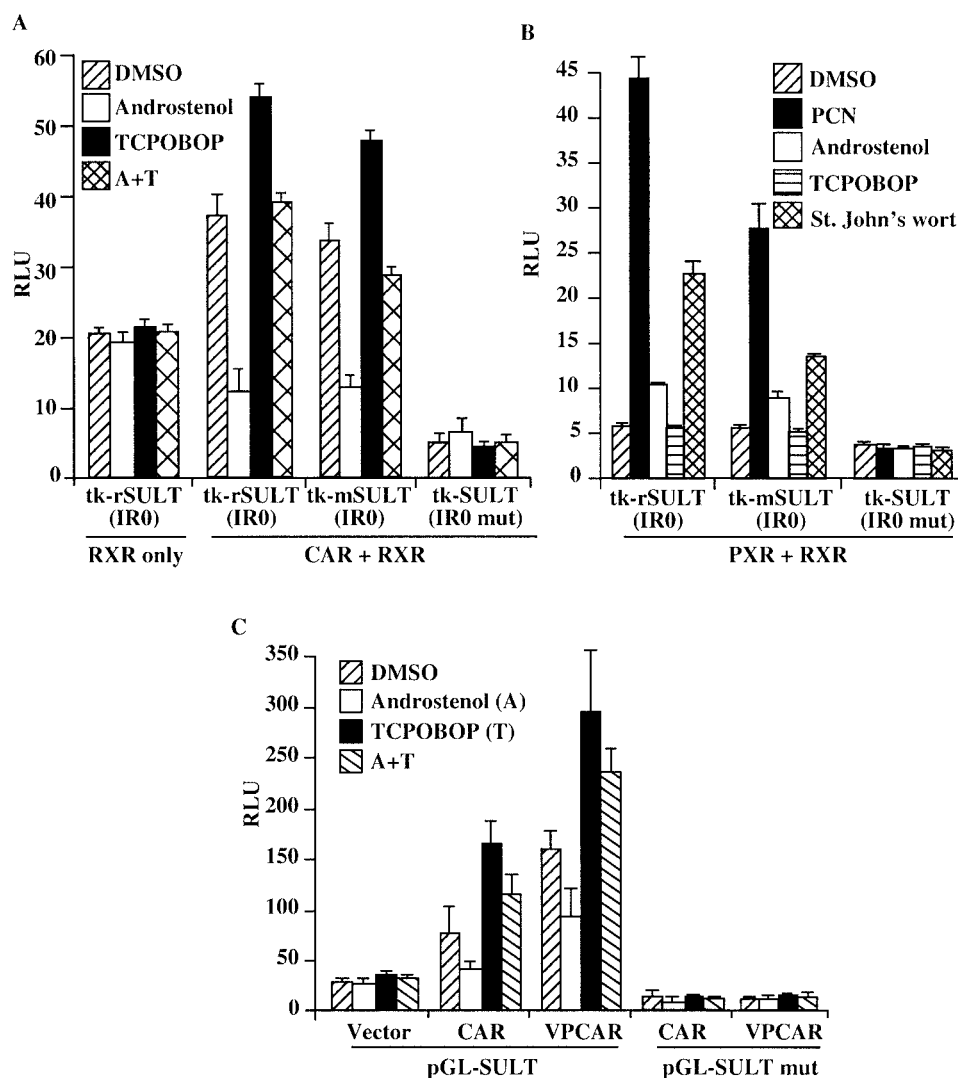 A
60
50
40
30
20
10
0
RLU
DMSO
Androstenol
TCPOBOP
A+T
tk-rSULT tk-rSULT tk-mSULT tk-SULT
(IR0) (IR0) (IR0) (IR0 mut)
RXR only CAR + RXR
B
45
40
35
30
25
20
15
10
5
0
RLU
DMSO
PCN
Androstenol
TCPOBOP
St. John's wort
tk-rSULT tk-mSULT tk-SULT
(IR0) (IR0) (IR0 mut)
PXR + RXR
C
350
300
250
200
150
100
50
0
RLU
DMSO
Androstenol (A)
TCPOBOP (T)
A+T
Vector CAR VPCAR CAR VPCAR
pGL-SULT pGL-SULT mut